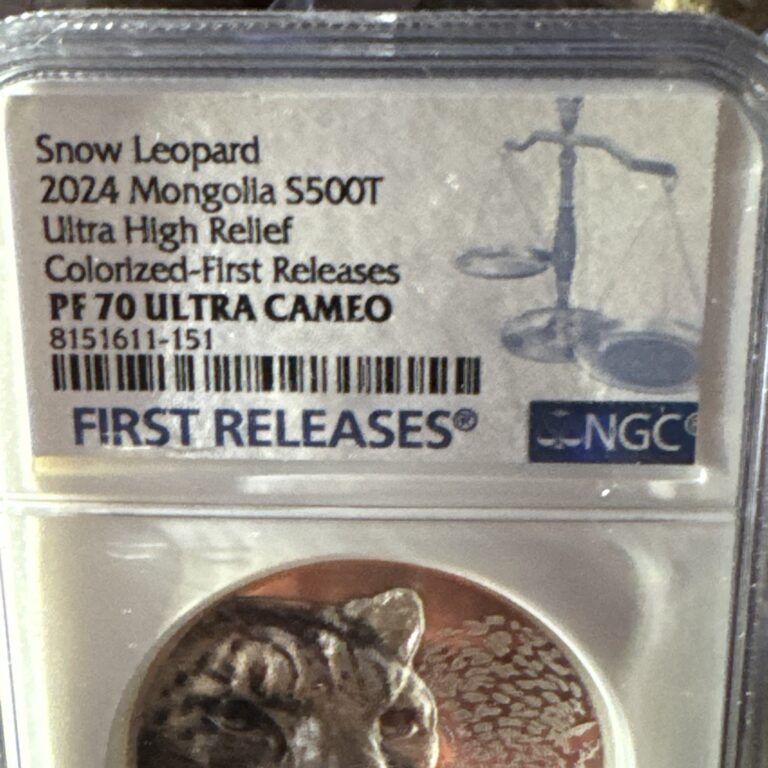 Snow Leopard
2024 Mongolia S500T
Ultra High Relief
Colorized-First Releases
PF 70 ULTRA CAMEO
8151611-151
FIRST RELEASES®
NGC®